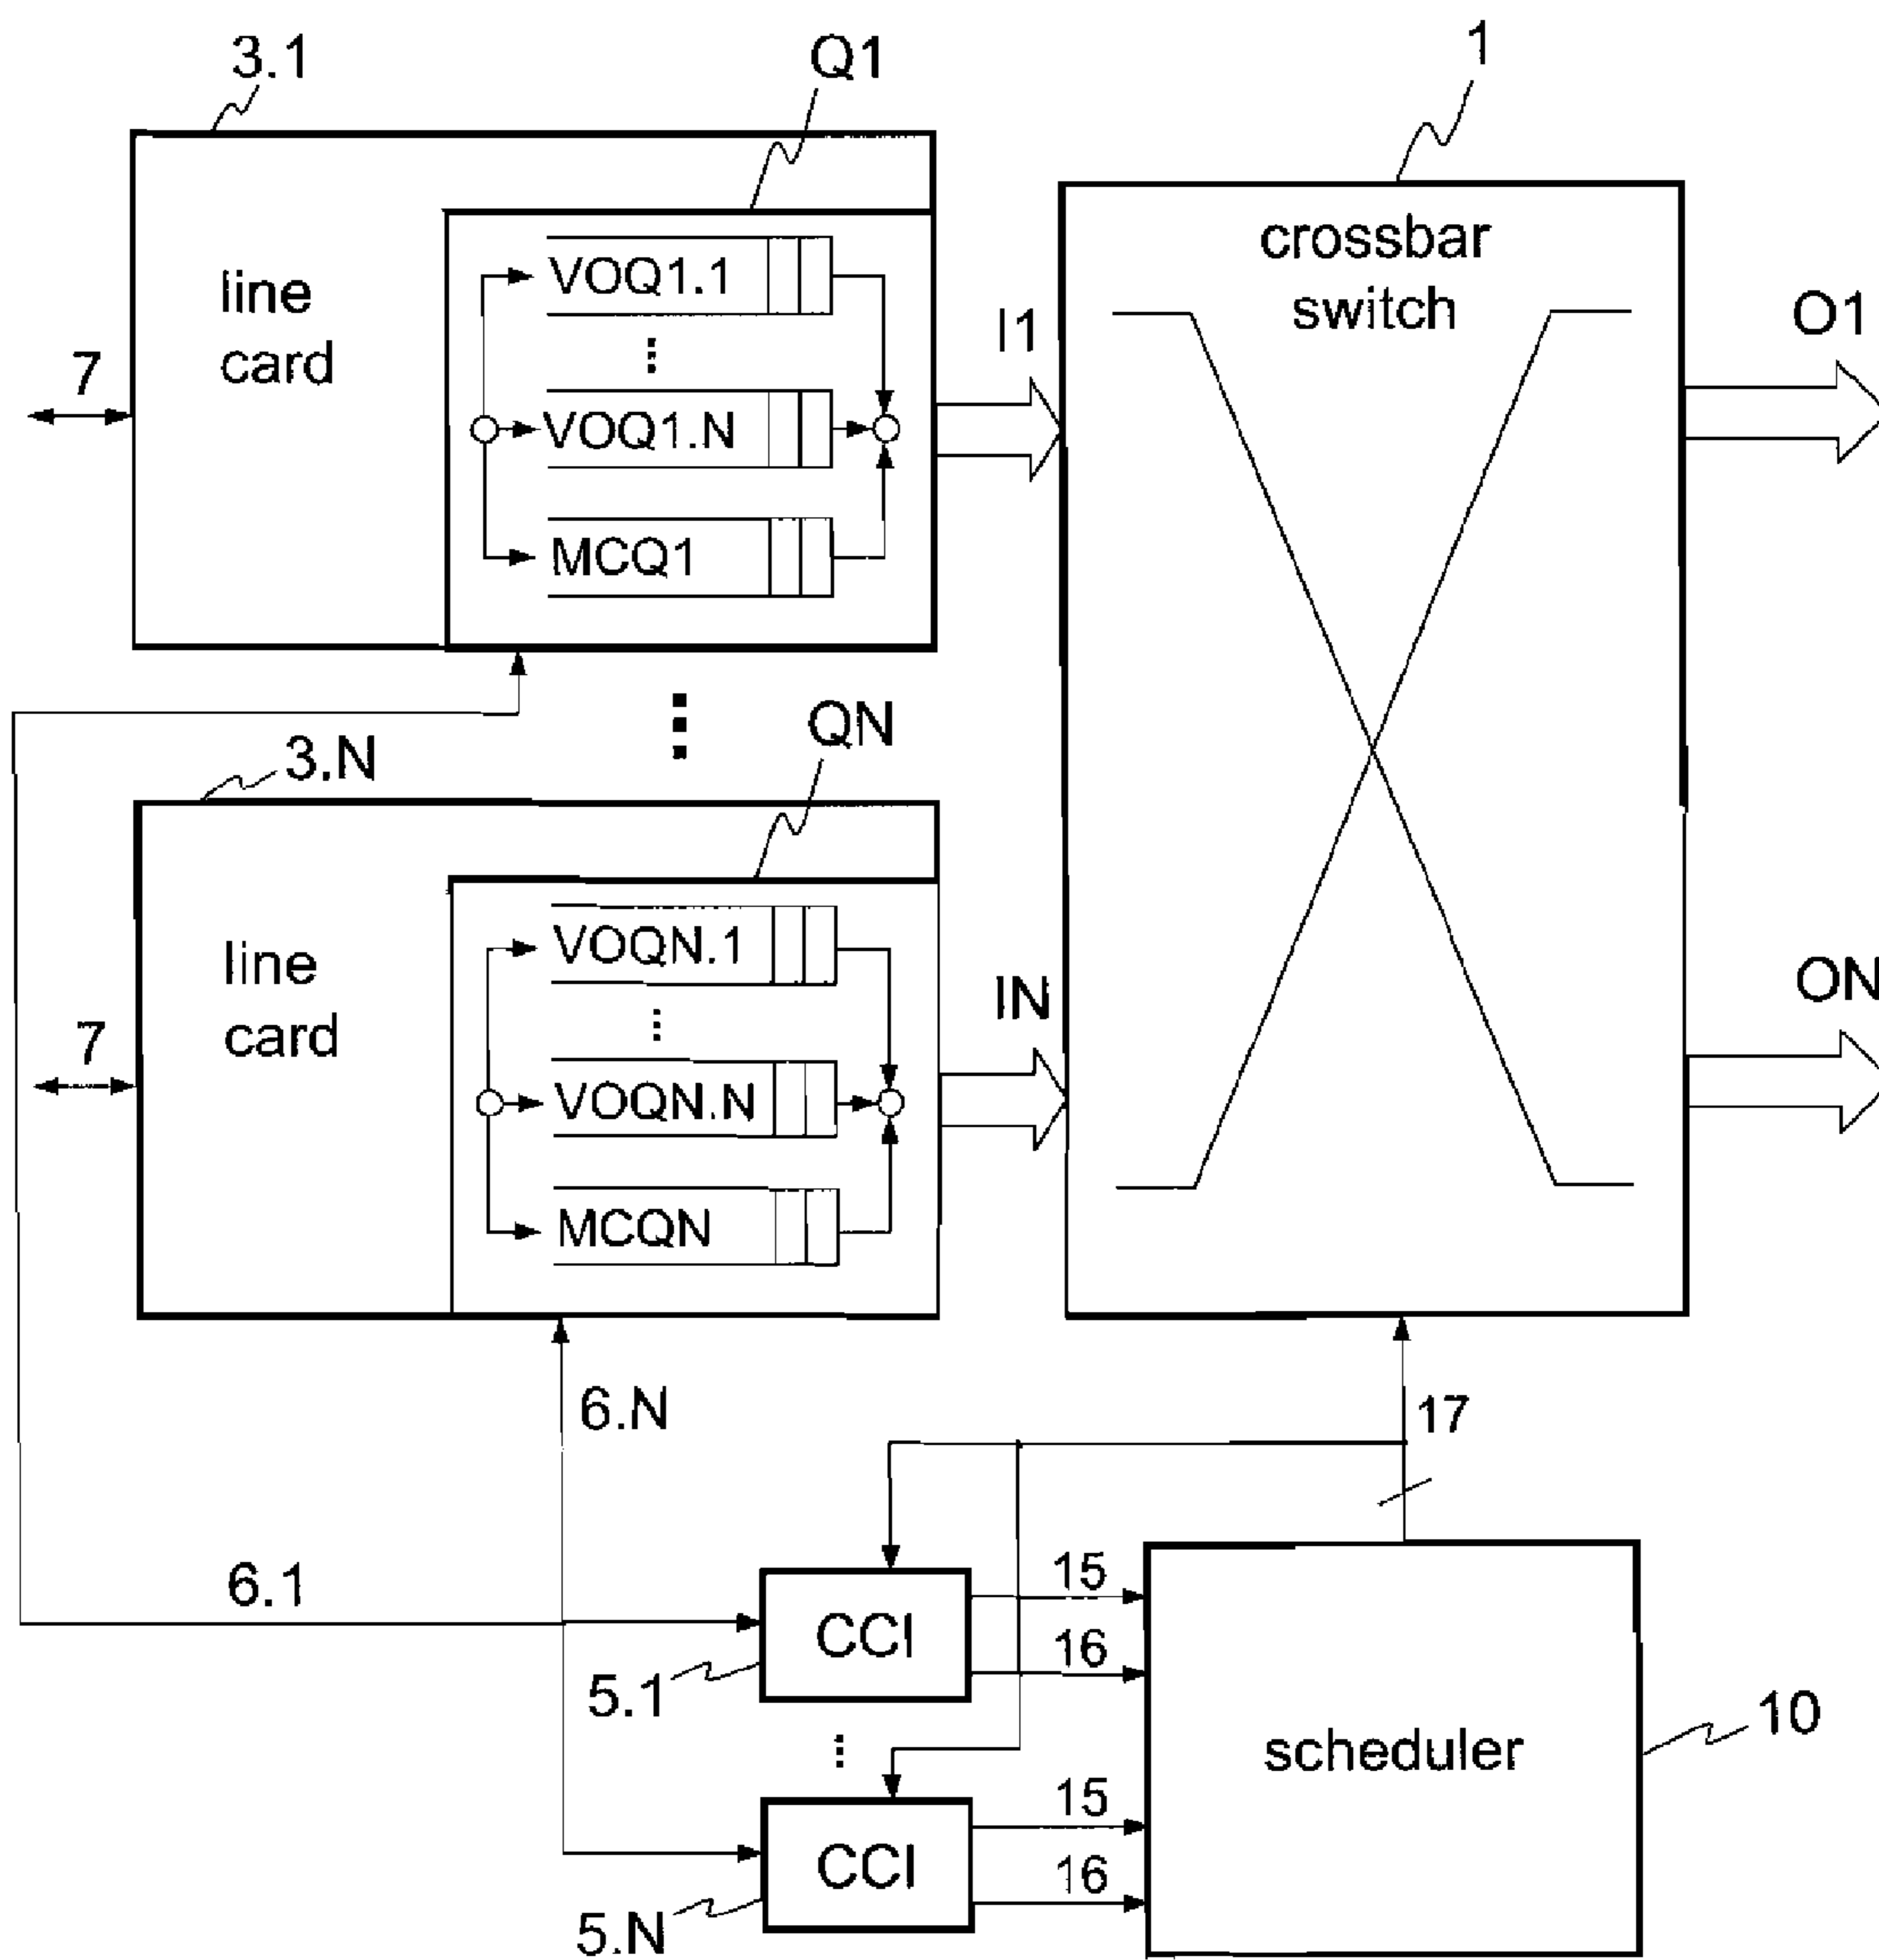 3.1
Q1
1
line
card
7
VOQ1.1
VOQ1.N
MCQ1
I1
crossbar
switch
O1
3.N
QN
line
card
7
VOQN.1
VOQN.N
MCQN
IN
ON
6.N
17
6.1
CCI
15
16
5.1
scheduler
10
CCI
15
16
5.N